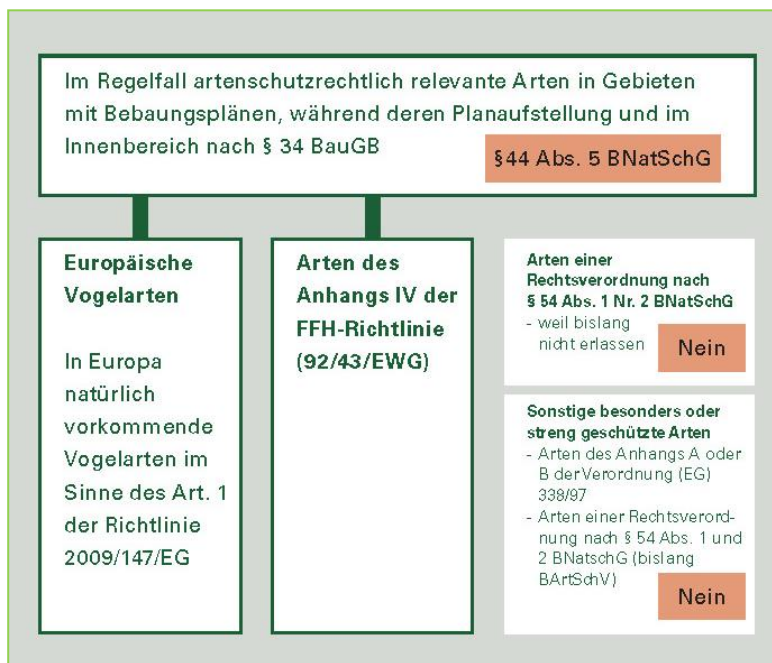 Im Regelfall artenschutzrechtlich relevante Arten in Gebieten
mit Bebauungsplänen, während deren Planaufstellung und im
Innenbereich nach § 34 BauGB
§44 Abs. 5 BNatSchG
Europäische
Vogelarten
In Europa
natürlich
vorkommende
Vogelarten im
Sinne des Art. 1
der Richtlinie
2009/147/EG
Arten des
Anhangs IV der
FFH-Richtlinie
(92/43/EWG)
Arten einer
Rechtsverordnung nach
§ 54 Abs. 1 Nr. 2 BNatSchG
- weil bislang
nicht erlassen
Nein
Sonstige besonders oder
streng geschützte Arten
- Arten des Anhangs A oder
B der Verordnung (EG)
338/97
- Arten einer Rechtsverord-
nung nach § 54 Abs. 1 und
2 BNatschG (bislang
BArtSchV)
Nein